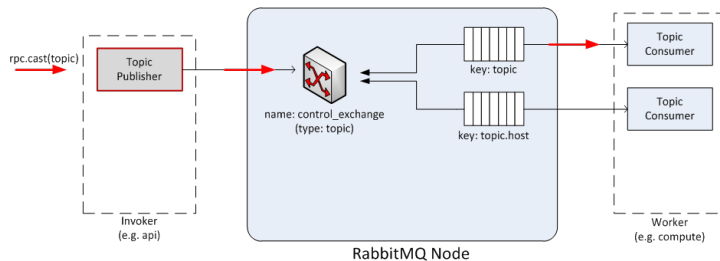 rpc.cast(topic)
Topic
Publisher
Invoker
(e.g. api)
name: control_exchange
(type: topic)
key: topic
key: topic.host
RabbitMQ Node
Topic
Consumer
Topic
Consumer
Worker
(e.g. compute)